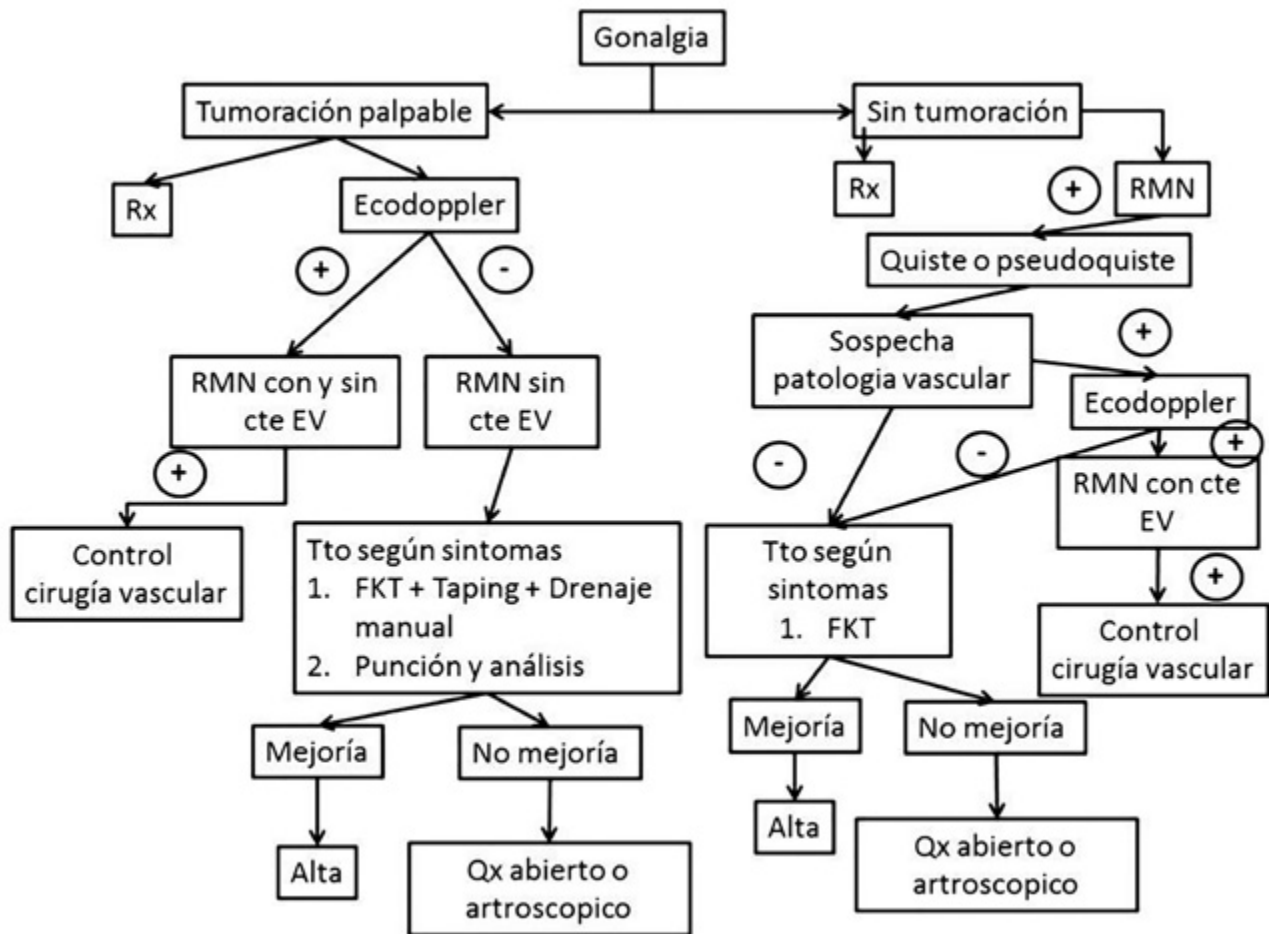 Gonalgia
Tumoración palpable
Sin tumoración
Rx
Ecodoppler
Rx
+
RMN
Quiste o pseudoquiste
+
-
Sospecha
patologia vascular
+
Ecodoppler
RMN con y sin
cte EV
RMN sin
cte EV
+
-
-
+
RMN con cte
EV
Control
cirugía vascular
Tto según sintomas
1. FKT + Taping + Drenaje
manual
2. Punción y análisis
Tto según
sintomas
1. FKT
+
Control
cirugía vascular
Mejoría
No mejoría
Mejoría
No mejoría
Alta
Qx abierto o
artroscopico
Alta
Qx abierto o
artroscopico